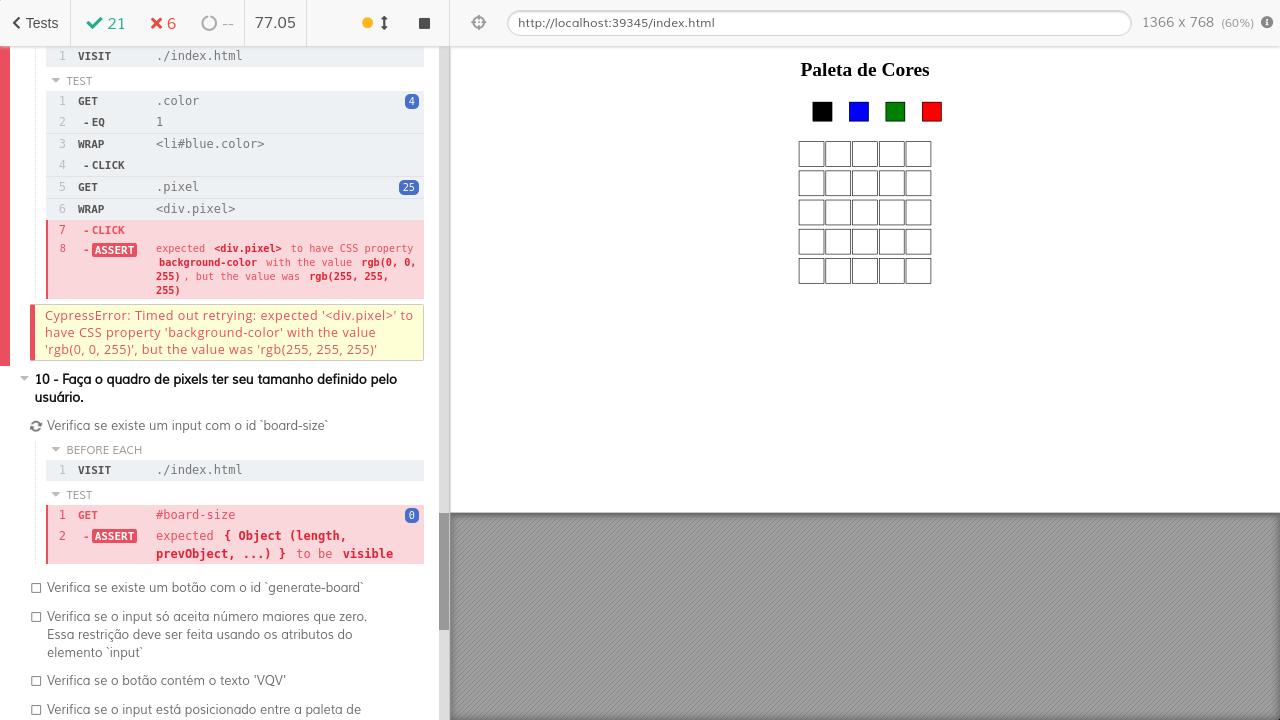 Tests 21 6 -- 77.05
http://localhost:39345/index.html 1366 x 768 (60%)
1 VISIT ./index.html
TEST
1 GET .color 4
2 - EQ 1
3 WRAP <li#blue.color>
4 - CLICK
5 GET .pixel 25
6 WRAP <div.pixel>
7 - CLICK
8 - ASSERT expected <div.pixel> to have CSS property
background-color with the value rgb(0, 0,
255) , but the value was rgb(255, 255,
255)
CypressError: Timed out retrying: expected '<div.pixel>' to
have CSS property 'background-color' with the value
'rgb(0, 0, 255)', but the value was 'rgb(255, 255, 255)'
10 - Faça o quadro de pixels ter seu tamanho definido pelo
usuário.
Verifica se existe um input com o id `board-size`
BEFORE EACH
1 VISIT ./index.html
TEST
1 GET #board-size 0
2 - ASSERT expected { Object (length,
prevObject, ...) } to be visible
Verifica se existe um botão com o id `generate-board`
Verifica se o input só aceita número maiores que zero.
Essa restrição deve ser feita usando os atributos do
elemento `input`
Verifica se o botão contém o texto 'VQV'
Verifica se o input está posicionado entre a paleta de
Paleta de Cores